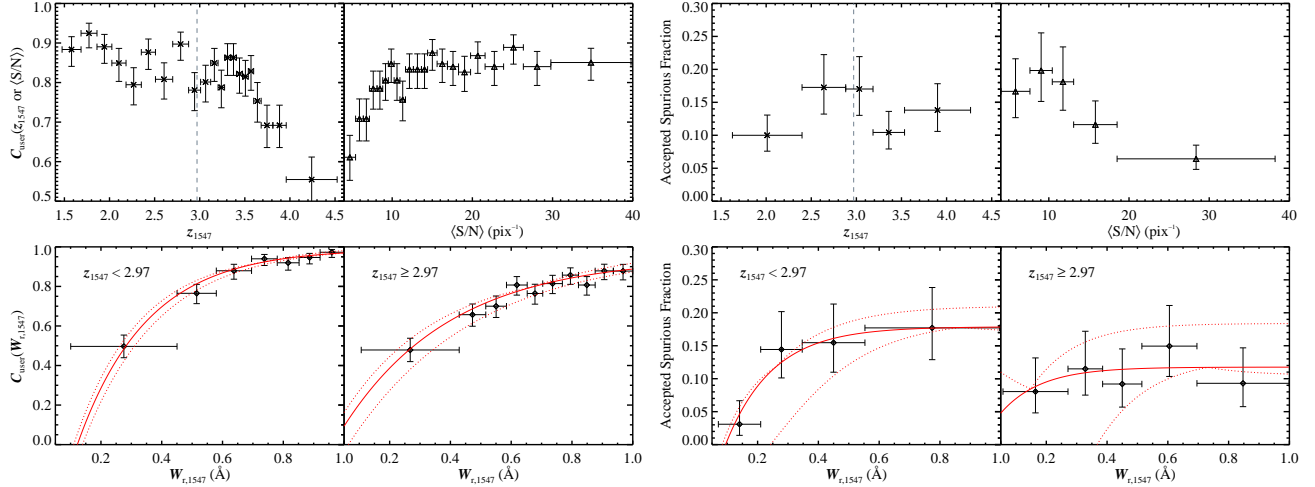 C_user(z_1547 or ⟨S/N⟩)
1.0
0.9
0.8
0.7
0.6
0.5
1.5 2.0 2.5 3.0 3.5 4.0 4.5
z_1547
10 20 30 40
⟨S/N⟩ (pix⁻¹)
Accepted Spurious Fraction
0.30
0.25
0.20
0.15
0.10
0.05
0.00
1.5 2.0 2.5 3.0 3.5 4.0 4.5
z_1547
10 20 30 40
⟨S/N⟩ (pix⁻¹)
C_user(W_r,1547)
1.0
0.8
0.6
0.4
0.2
0.0
z_1547 < 2.97
0.2 0.4 0.6 0.8 1.0
W_r,1547 (Å)
z_1547 ≥ 2.97
0.2 0.4 0.6 0.8 1.0
W_r,1547 (Å)
Accepted Spurious Fraction
0.30
0.25
0.20
0.15
0.10
0.05
0.00
z_1547 < 2.97
0.2 0.4 0.6 0.8 1.0
W_r,1547 (Å)
z_1547 ≥ 2.97
0.2 0.4 0.6 0.8 1.0
W_r,1547 (Å)